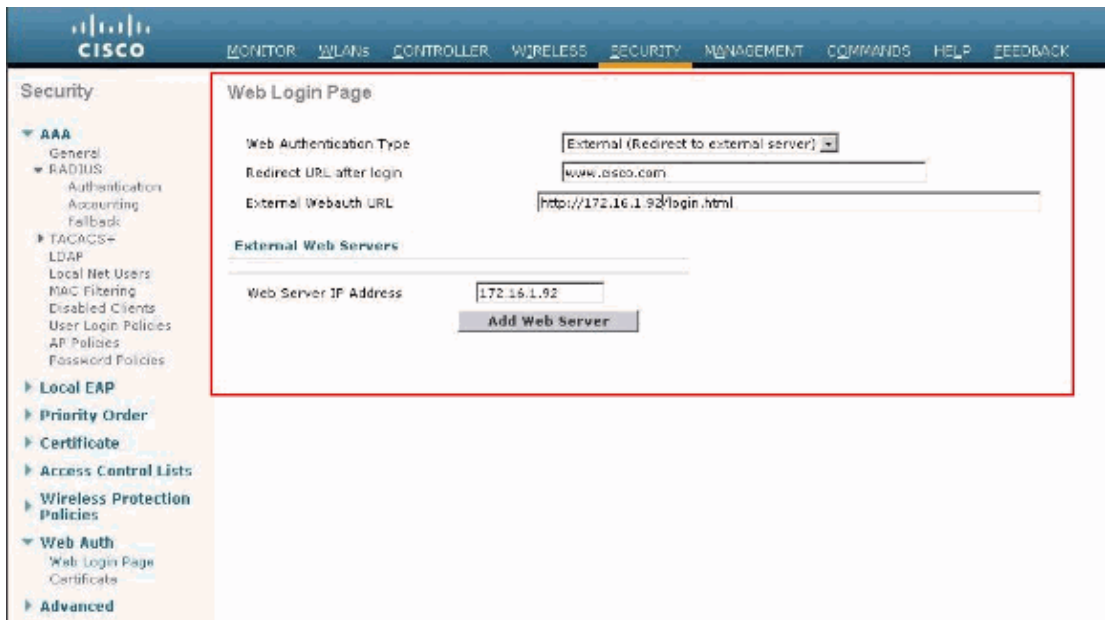 CISCO
MONITOR WLANs CONTROLLER WIRELESS SECURITY MANAGEMENT COMMANDS HELP FEEDBACK
Security
AAA
General
RADIUS
Authentication
Accounting
Fallback
TACACS+
LDAP
Local Net Users
MAC Filtering
Disabled Clients
User Login Policies
AP Policies
Password Policies
Local EAP
Priority Order
Certificate
Access Control Lists
Wireless Protection
Policies
Web Auth
Web Login Page
Certificate
Advanced
Web Login Page
Web Authentication Type External (Redirect to external server)
Redirect URL after login www.cisco.com
External Webauth URL http://172.16.1.92/login.html
External Web Servers
Web Server IP Address 172.16.1.92
Add Web Server